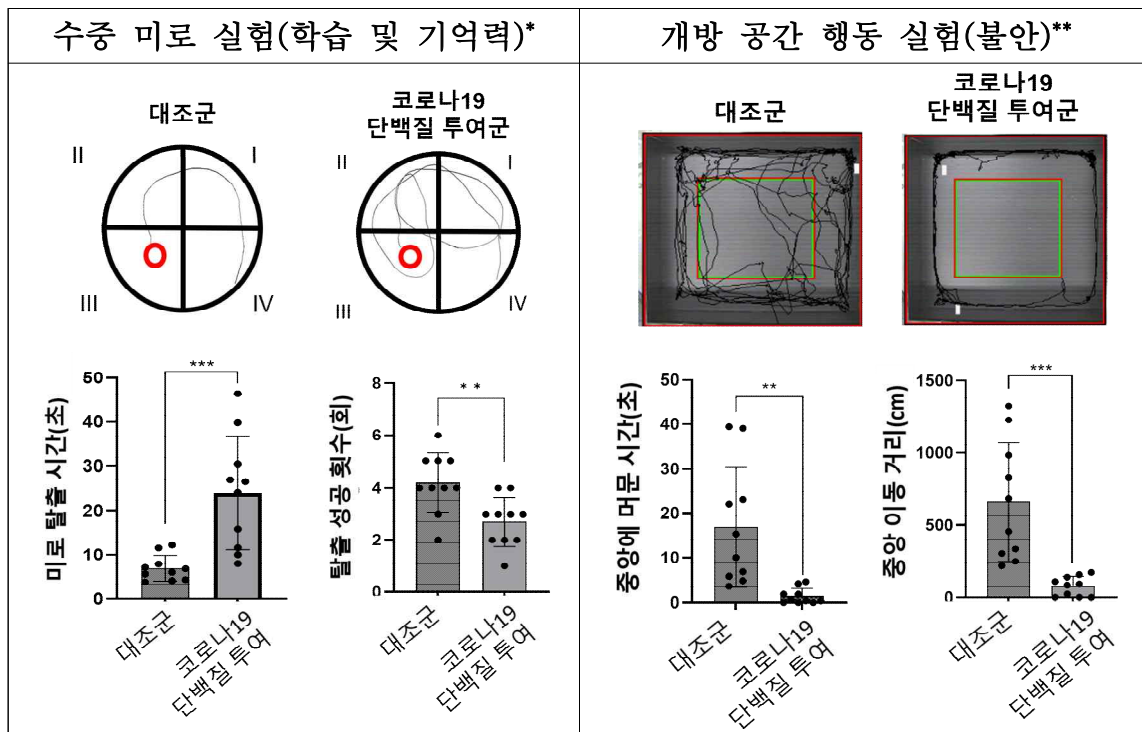 수중 미로 실험(학습 및 기억력)*
대조군
코로나19
단백질 투여군
II
I
III
IV
O
II
I
III
IV
O
미로 탈출 시간(초)
50
40
30
20
10
0
***
대조군
코로나19
단백질 투여
탈출 성공 횟수(회)
8
6
4
2
0
**
대조군
코로나19
단백질 투여
개방 공간 행동 실험(불안)**
대조군
코로나19
단백질 투여군
중앙에 머문 시간(초)
50
40
30
20
10
0
**
대조군
코로나19
단백질 투여
중앙 이동 거리(cm)
1500
1000
500
0
***
대조군
코로나19
단백질 투여